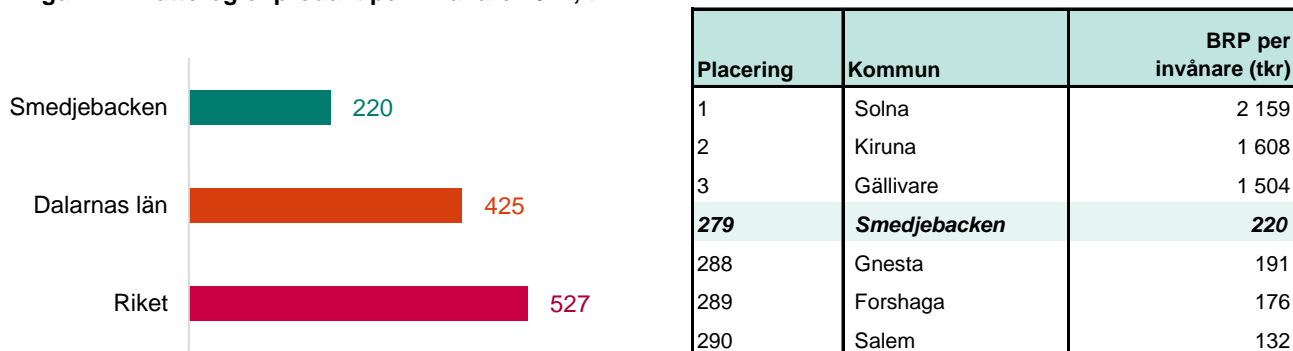 Smedjebacken 220
Dalarnas län 425
Riket 527
Placering Kommun BRP per invånare (tkr)
1 Solna 2 159
2 Kiruna 1 608
3 Gällivare 1 504
279 Smedjebacken 220
288 Gnesta 191
289 Forshaga 176
290 Salem 132